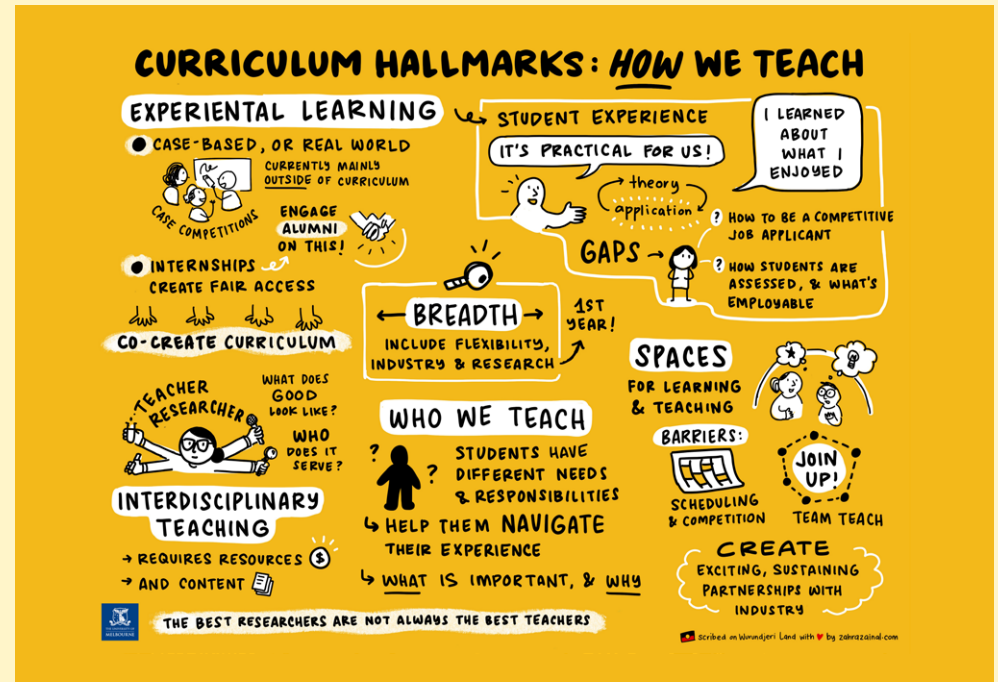 CURRICULUM HALLMARKS: HOW WE TEACH
EXPERIENTIAL LEARNING
CASE-BASED, OR REAL WORLD
CURRENTLY MAINLY
OUTSIDE OF CURRICULUM
CASE COMPETITIONS
ENGAGE
ALUMNI
ON THIS!
INTERNSHIPS
CREATE FAIR ACCESS
CO-CREATE CURRICULUM
TEACHER
RESEARCHER
WHAT DOES
GOOD
LOOK LIKE?
WHO
DOES IT
SERVE?
INTERDISCIPLINARY
TEACHING
→ REQUIRES RESOURCES $
→ AND CONTENT
STUDENT EXPERIENCE
IT'S PRACTICAL FOR US!
I LEARNED
ABOUT
WHAT I
ENJOYED
theory
application
GAPS →
? HOW TO BE A COMPETITIVE
JOB APPLICANT
? HOW STUDENTS ARE
ASSESSED, & WHAT'S
EMPLOYABLE
← BREADTH →
INCLUDE FLEXIBILITY,
INDUSTRY & RESEARCH
1ST
YEAR!
WHO WE TEACH
? ?
STUDENTS HAVE
DIFFERENT NEEDS
& RESPONSIBILITIES
↳ HELP THEM NAVIGATE
THEIR EXPERIENCE
↳ WHAT IS IMPORTANT, & WHY
SPACES
FOR LEARNING
& TEACHING
BARRIERS:
SCHEDULING
& COMPETITION
JOIN
UP!
TEAM TEACH
CREATE
EXCITING, SUSTAINING
PARTNERSHIPS WITH
INDUSTRY
THE UNIVERSITY OF
MELBOURNE
THE BEST RESEARCHERS ARE NOT ALWAYS THE BEST TEACHERS
scribed on Wurundjeri Land with ♥ by zahrazainal.com